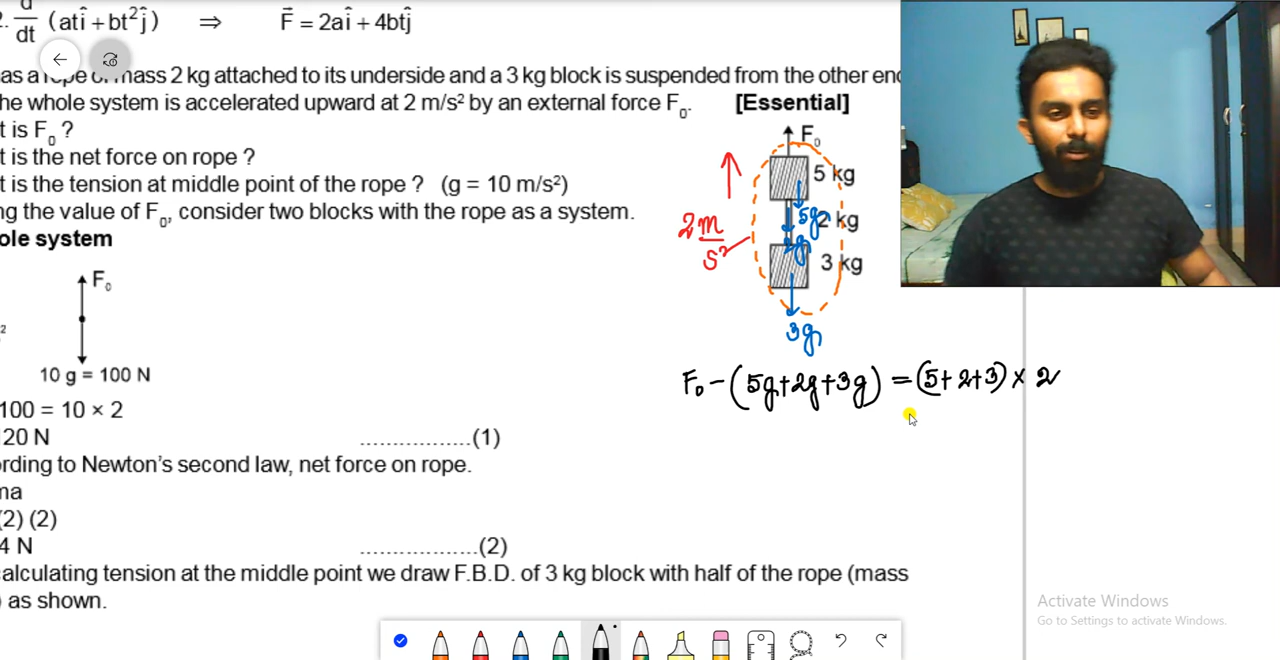 d/dt (atî + bt²ĵ) ⇒ F⃗ = 2aî + 4btĵ
as a rope of mass 2 kg attached to its underside and a 3 kg block is suspended from the other end
he whole system is accelerated upward at 2 m/s² by an external force F₀. [Essential]
t is F₀ ?
t is the net force on rope ?
t is the tension at middle point of the rope ? (g = 10 m/s²)
ng the value of F₀, consider two blocks with the rope as a system.
ole system
F₀
5 kg
5g
2 kg
2g
3 kg
3g
2 m/s²
F₀
2
10 g = 100 N
F₀ - (5g+2g+3g) = (5+2+3) × 2
100 = 10 × 2
20 N ..................(1)
rding to Newton's second law, net force on rope.
ma
(2) (2)
4 N ..................(2)
calculating tension at the middle point we draw F.B.D. of 3 kg block with half of the rope (mass
) as shown.
Activate Windows
Go to Settings to activate Windows.